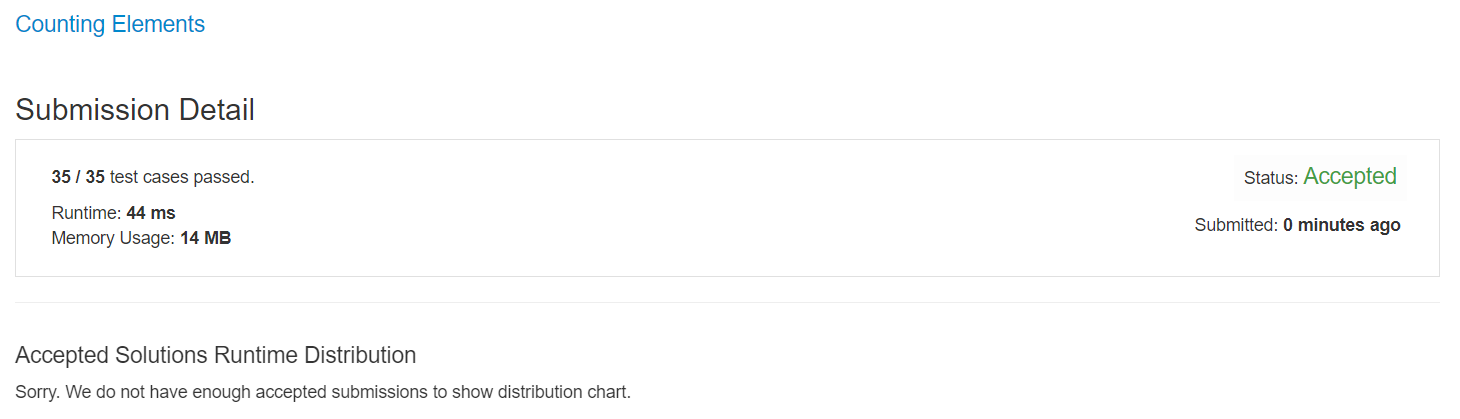 Counting Elements
Submission Detail
35 / 35 test cases passed.
Status: Accepted
Runtime: 44 ms
Submitted: 0 minutes ago
Memory Usage: 14 MB
Accepted Solutions Runtime Distribution
Sorry. We do not have enough accepted submissions to show distribution chart.